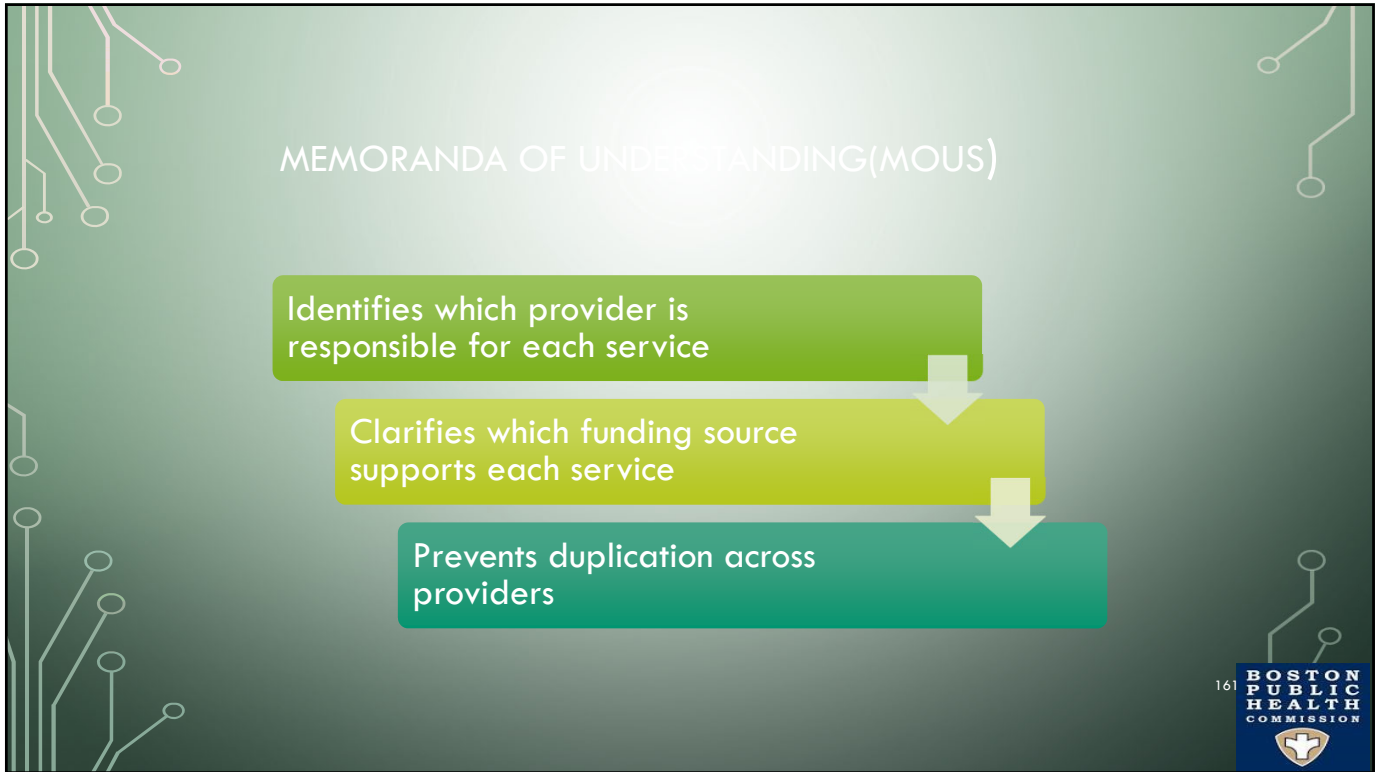 MEMORANDA OF UNDERSTANDING(MOUS)
Identifies which provider is
responsible for each service
Clarifies which funding source
supports each service
Prevents duplication across
providers
161
BOSTON
PUBLIC
HEALTH
COMMISSION